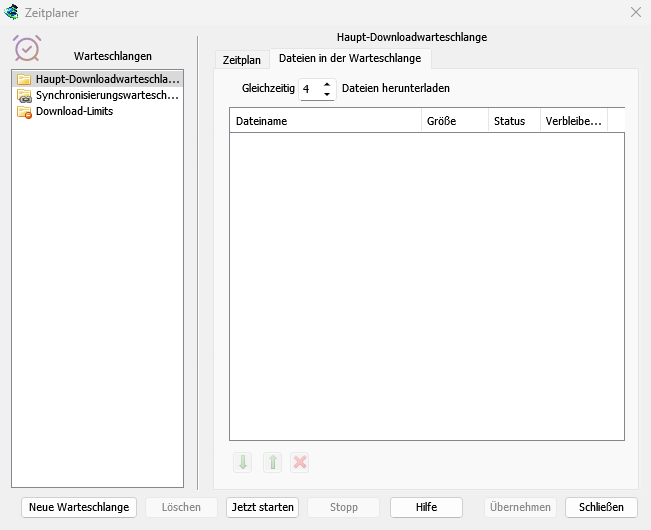 Zeitplaner
Warteschlangen
Haupt-Downloadwarteschla...
Synchronisierungswartesch...
Download-Limits
Haupt-Downloadwarteschlange
Zeitplan
Dateien in der Warteschlange
Gleichzeitig 4 Dateien herunterladen
Dateiname Größe Status Verbleibe...
Neue Warteschlange Löschen Jetzt starten Stopp Hilfe Übernehmen Schließen